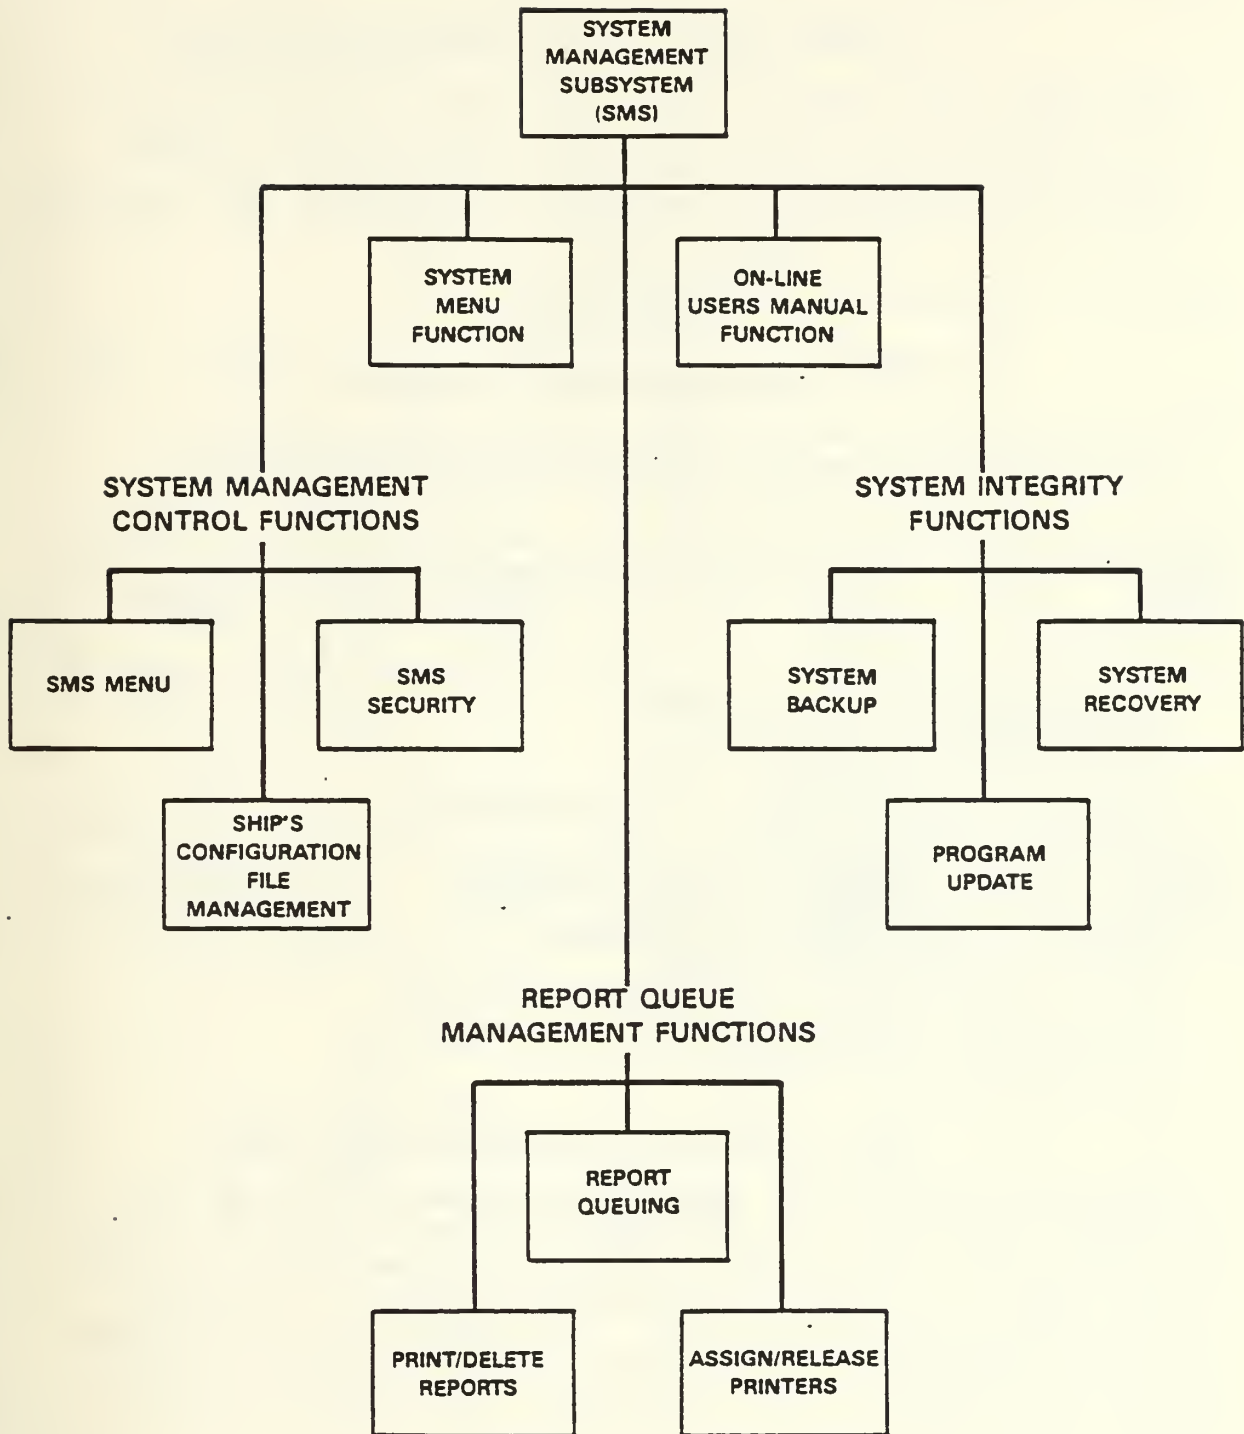 SYSTEM
MANAGEMENT
SUBSYSTEM
(SMS)
SYSTEM
MENU
FUNCTION
ON-LINE
USERS MANUAL
FUNCTION
SYSTEM MANAGEMENT
CONTROL FUNCTIONS
SYSTEM INTEGRITY
FUNCTIONS
SMS MENU
SMS
SECURITY
SYSTEM
BACKUP
SYSTEM
RECOVERY
SHIP'S
CONFIGURATION
FILE
MANAGEMENT
PROGRAM
UPDATE
REPORT QUEUE
MANAGEMENT FUNCTIONS
REPORT
QUEUING
PRINT/DELETE
REPORTS
ASSIGN/RELEASE
PRINTERS